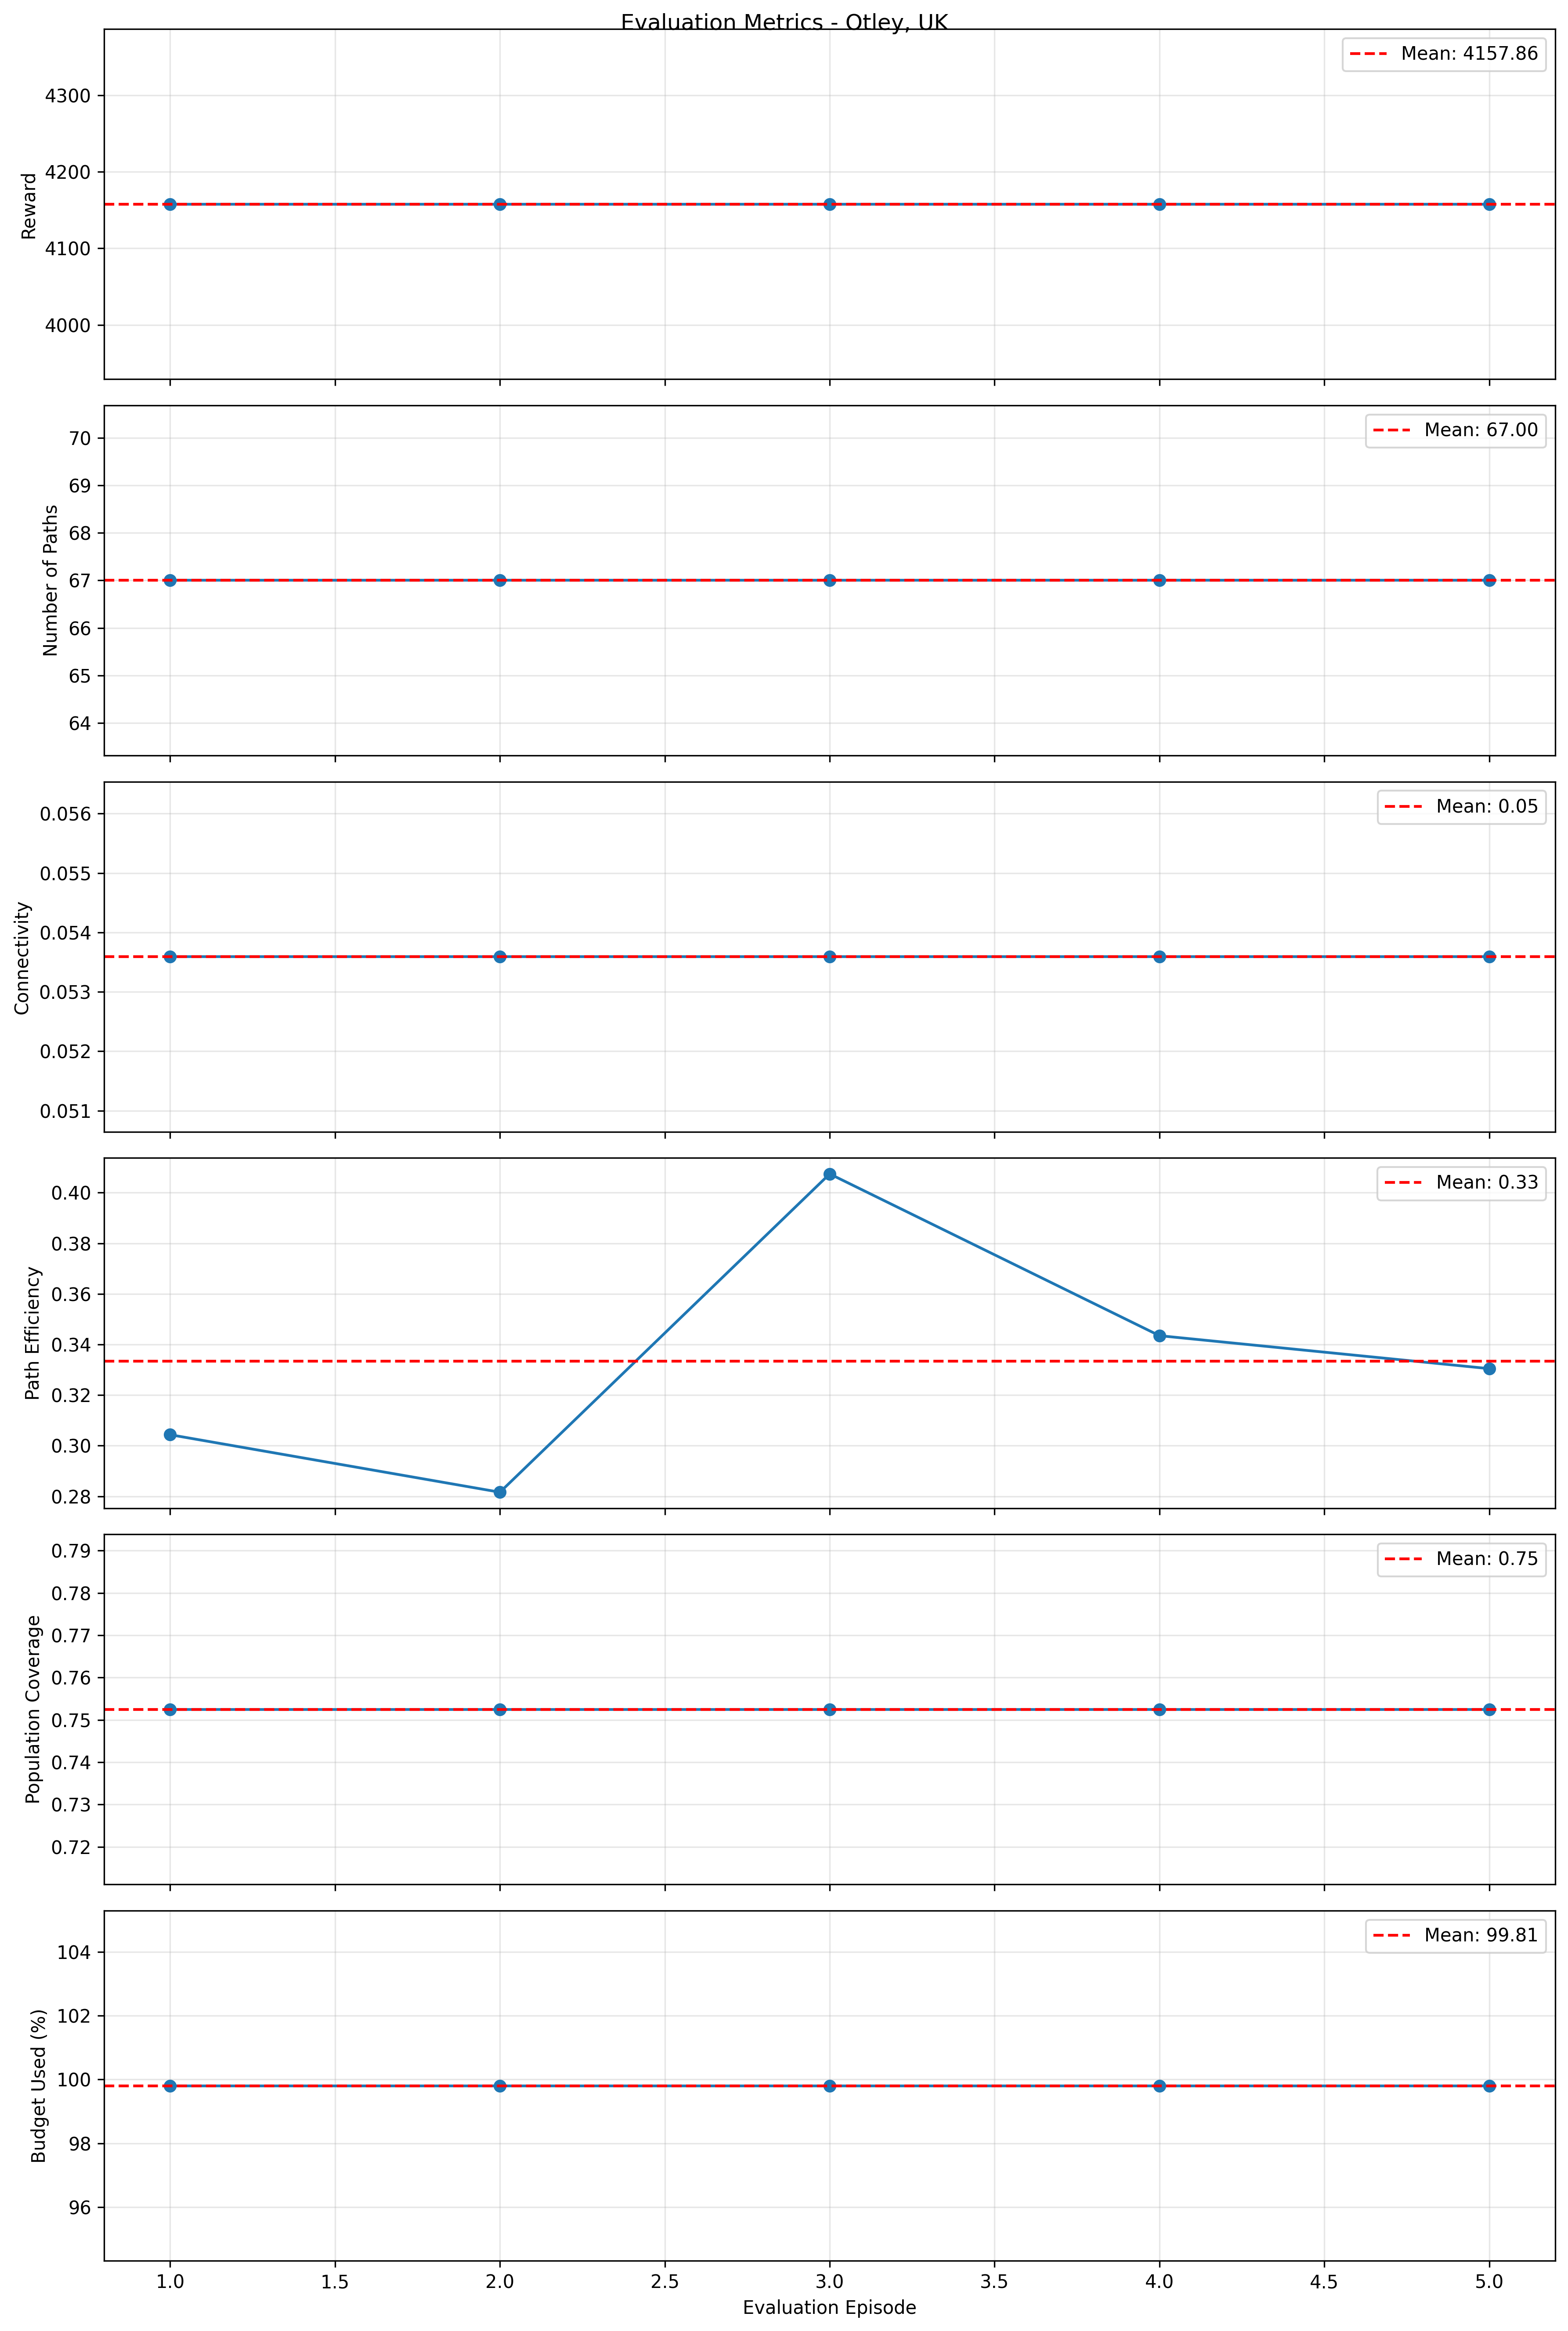 Evaluation Metrics - Otley, UK
Mean: 4157.86
4300
4200
4100
4000
Reward
Mean: 67.00
70
69
68
67
66
65
64
Number of Paths
Mean: 0.05
0.056
0.055
0.054
0.053
0.052
0.051
Connectivity
Mean: 0.33
0.40
0.38
0.36
0.34
0.32
0.30
0.28
Path Efficiency
Mean: 0.75
0.79
0.78
0.77
0.76
0.75
0.74
0.73
0.72
Population Coverage
Mean: 99.81
104
102
100
98
96
Budget Used (%)
1.0 1.5 2.0 2.5 3.0 3.5 4.0 4.5 5.0
Evaluation Episode